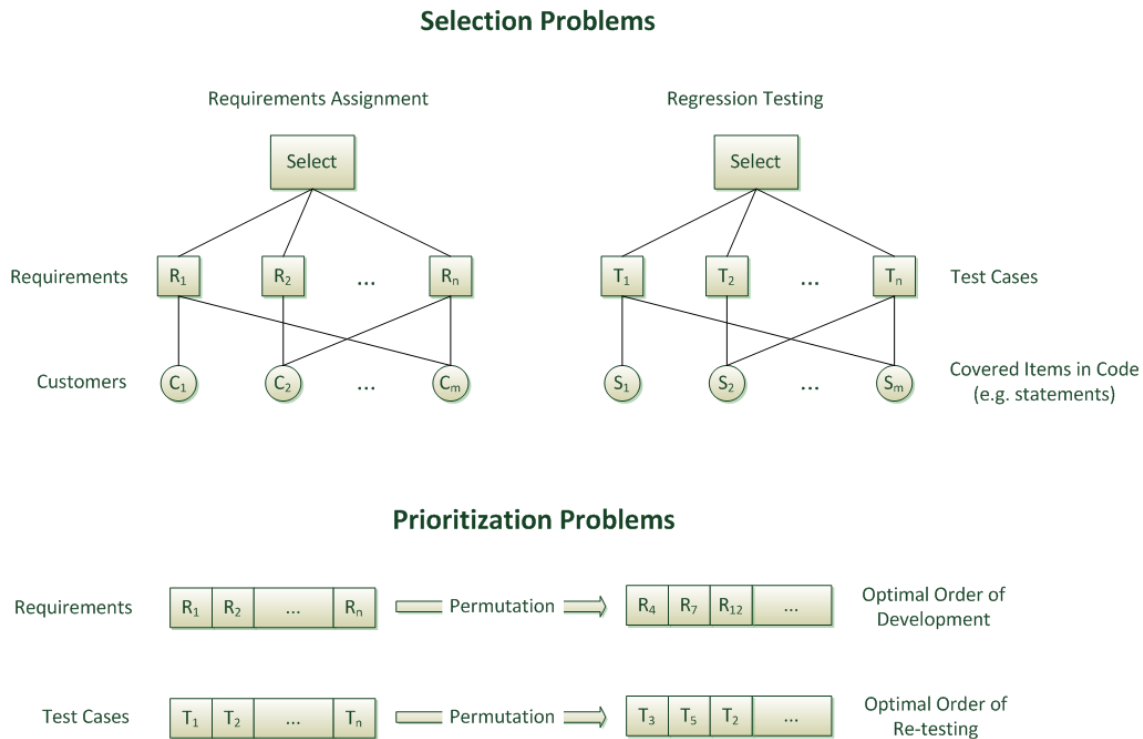 Selection Problems
Requirements Assignment
Regression Testing
Select
Select
Requirements
R1
R2
...
Rn
T1
T2
...
Tn
Test Cases
Customers
C1
C2
...
Cm
S1
S2
...
Sm
Covered Items in Code
(e.g. statements)
Prioritization Problems
Requirements
R1
R2
...
Rn
Permutation
R4
R7
R12
...
Optimal Order of
Development
Test Cases
T1
T2
...
Tn
Permutation
T3
T5
T2
...
Optimal Order of
Re-testing